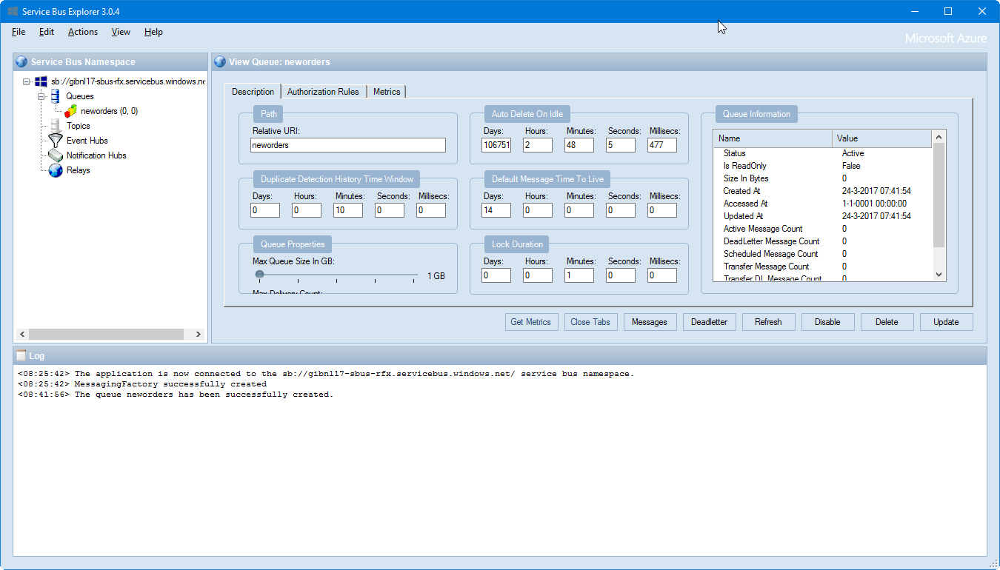 Service Bus Explorer 3.0.4
File Edit Actions View Help
Microsoft Azure
Service Bus Namespace
sb://gibnl17-sbus-rfx.servicebus.windows.ne
Queues
neworders (0, 0)
Topics
Event Hubs
Notification Hubs
Relays
View Queue: neworders
Description Authorization Rules Metrics
Path
Relative URI:
neworders
Duplicate Detection History Time Window
Days: Hours: Minutes: Seconds: Millisecs:
0 0 10 0 0
Queue Properties
Max Queue Size In GB:
1 GB
Max Delivery Count:
Auto Delete On Idle
Days: Hours: Minutes: Seconds: Millisecs:
106751 2 48 5 477
Default Message Time To Live
Days: Hours: Minutes: Seconds: Millisecs:
14 0 0 0 0
Lock Duration
Days: Hours: Minutes: Seconds: Millisecs:
0 0 1 0 0
Queue Information
Name Value
Status Active
Is ReadOnly False
Size In Bytes 0
Created At 24-3-2017 07:41:54
Accessed At 1-1-0001 00:00:00
Updated At 24-3-2017 07:41:54
Active Message Count 0
DeadLetter Message Count 0
Scheduled Message Count 0
Transfer Message Count 0
Transfer DL Message Count 0
Get Metrics Close Tabs Messages Deadletter Refresh Disable Delete Update
Log
<08:25:42> The application is now connected to the sb://gibnl17-sbus-rfx.servicebus.windows.net/ service bus namespace.
<08:25:42> MessagingFactory successfully created
<08:41:56> The queue neworders has been successfully created.